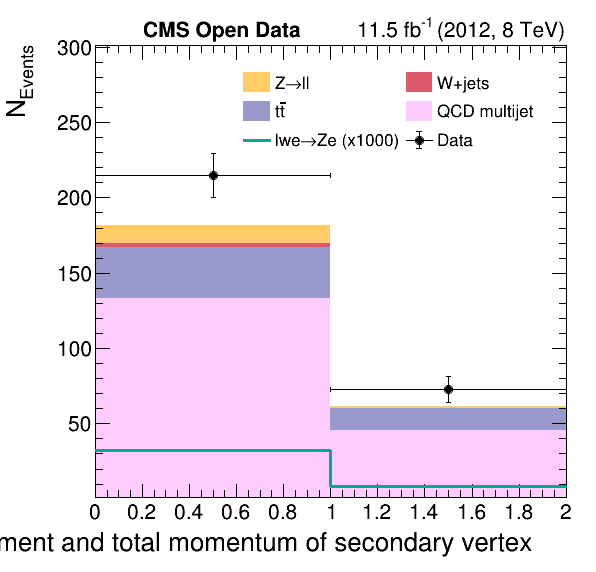 CMS Open Data 11.5 fb⁻¹ (2012, 8 TeV)
N_Events
300
250
200
150
100
50
Z→ll W+jets
tt̄ QCD multijet
lwe→Ze (x1000) Data
0 0.2 0.4 0.6 0.8 1 1.2 1.4 1.6 1.8 2
ment and total momentum of secondary vertex